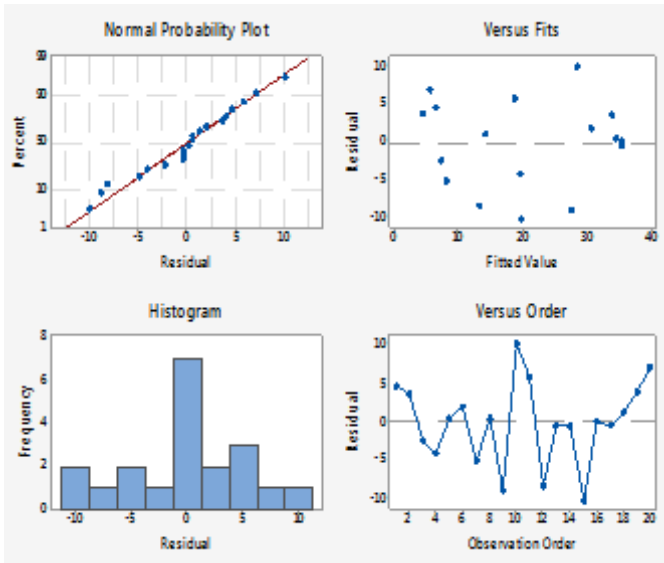 Normal Probability Plot
99
90
50
10
1
Percent
-10 -5 0 5 10
Residual
Versus Fits
10
5
0
-5
-10
Residual
0 10 20 30 40
Fitted Value
Histogram
8
6
4
2
0
Frequency
-10 -5 0 5 10
Residual
Versus Order
10
5
0
-5
-10
Residual
2 4 6 8 10 12 14 16 18 20
Observation Order